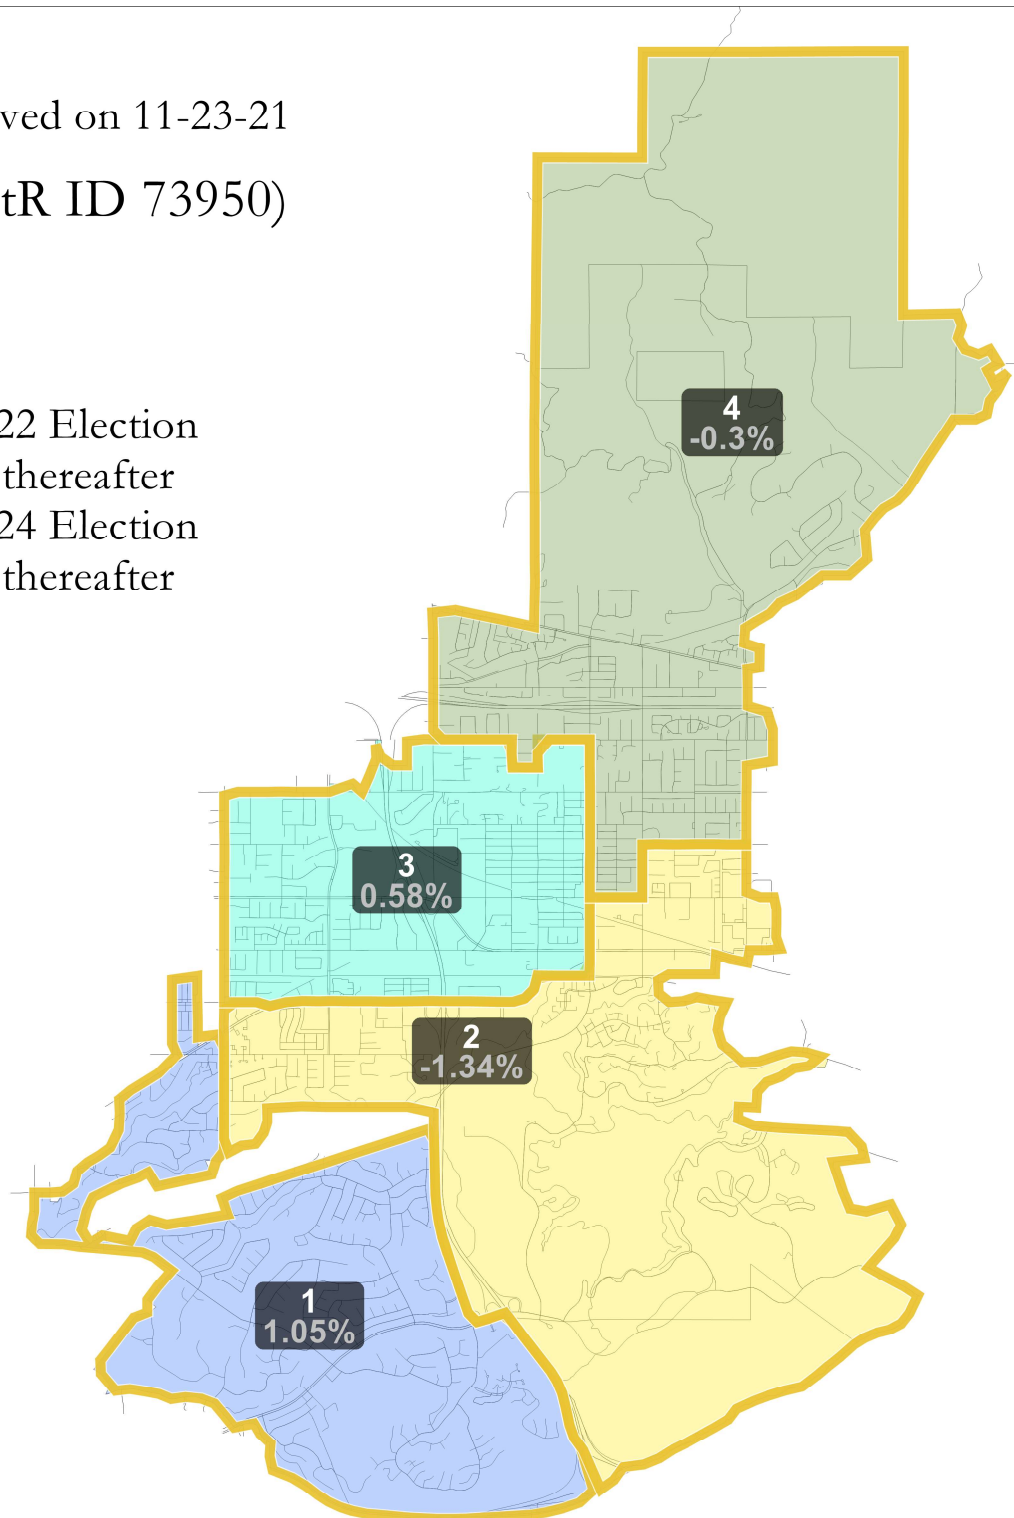 ved on 11-23-21
tR ID 73950)
22 Election
thereafter
24 Election
thereafter
4
-0.3%
3
0.58%
2
-1.34%
1
1.05%